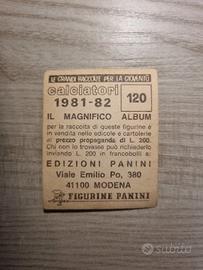 LE GRANDI RACCOLTE PER LA GIOVENTÙ
calciatori
1981-82
120
IL MAGNIFICO ALBUM
per la raccolta di queste figurine è
in vendita nelle edicole e cartolerie
al prezzo propaganda di L. 200.
Chi non lo trovasse può richiederlo
inviando L. 200 in francobolli a:
EDIZIONI PANINI
Viale Emilio Po, 380
41100 MODENA
FIGURINE PANINI
subito